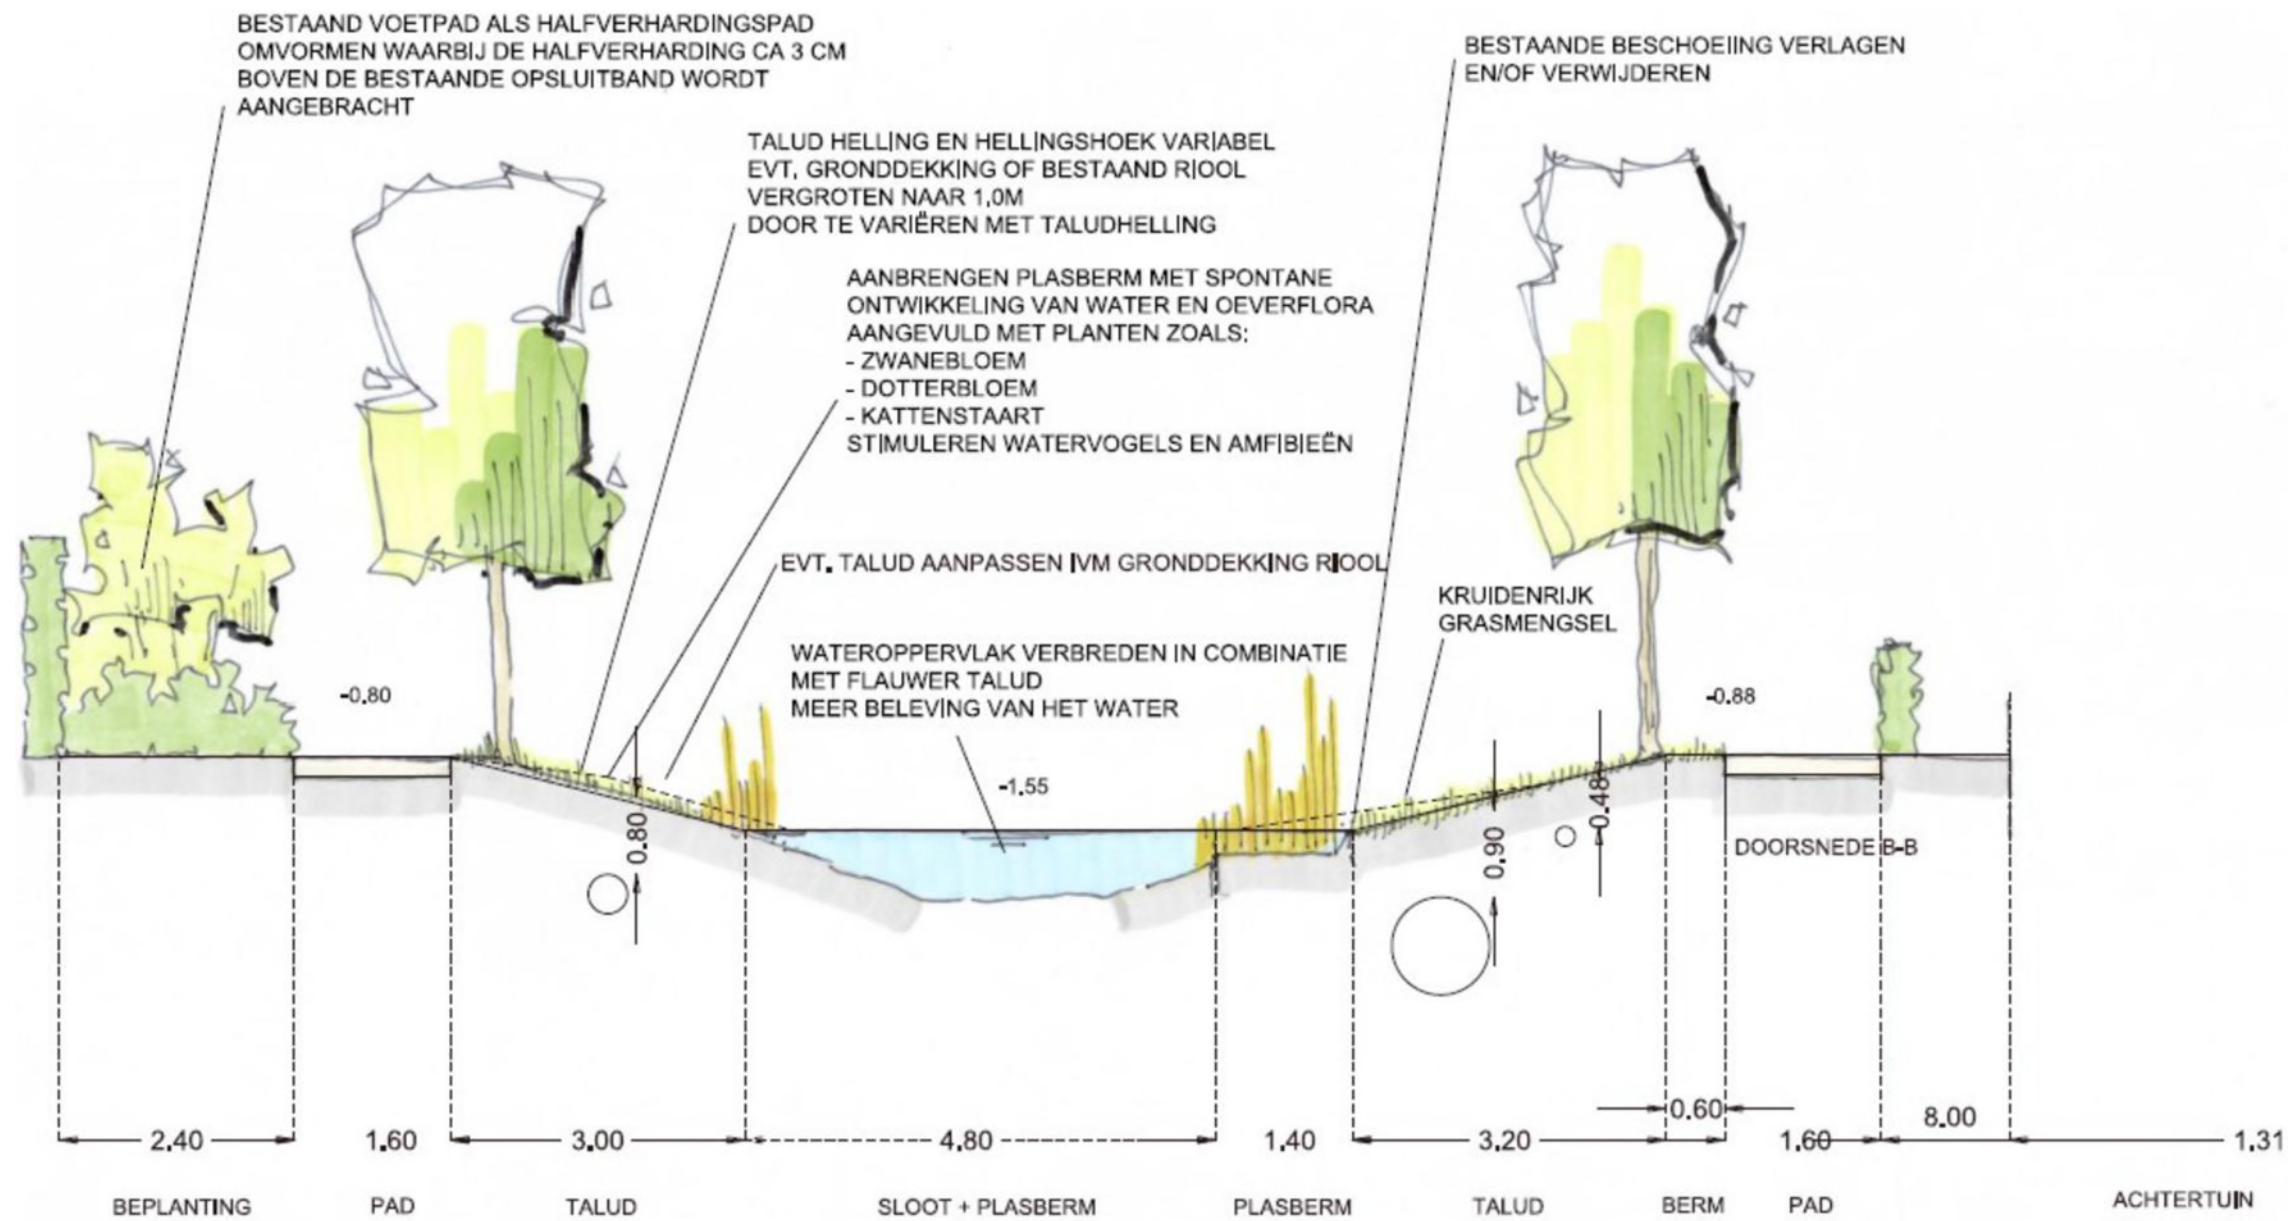 BESTAAND VOETPAD ALS HALFVERHARDINGSPAD
OMVORMEN WAARBIJ DE HALFVERHARDING CA 3 CM
BOVEN DE BESTAANDE OPSLUITBAND WORDT
AANGEBRACHT
BESTAANDE BESCHOEIING VERLAGEN
EN/OF VERWIJDEREN
TALUD HELLING EN HELLINGSHOEK VARIABEL
EVT. GRONDDEKKING OF BESTAAND RIOOL
VERGROTEN NAAR 1,0M
DOOR TE VARIËREN MET TALUDHELLING
AANBRENGEN PLASBERM MET SPONTANE
ONTWIKKELING VAN WATER EN OEVERFLORA
AANGEVULD MET PLANTEN ZOALS:
- ZWANEBLOEM
- DOTTERBLOEM
- KATTENSTAART
STIMULEREN WATERVOGELS EN AMFIBIEËN
EVT. TALUD AANPASSEN IVM GRONDDEKKING RIOOL
KRUIDENRIJK
GRASMENGSEL
WATEROPPERVLAK VERBREDEN IN COMBINATIE
MET FLAUWER TALUD
MEER BELEVING VAN HET WATER
-0.80
-0.88
-1.55
0.80
0.90
0.48
DOORSNEDE B-B
2.40
1.60
3.00
4.80
1.40
3.20
0.60
1.60
8.00
1.31
BEPLANTING
PAD
TALUD
SLOOT + PLASBERM
PLASBERM
TALUD
BERM
PAD
ACHTERTUIN